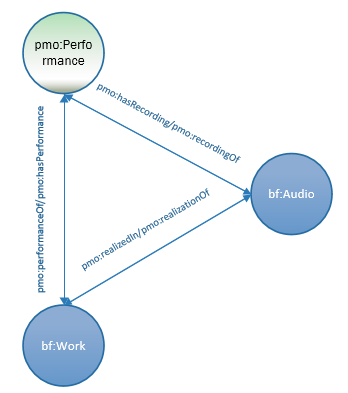 pmo:Perfo
rmance
pmo:hasRecording/pmo:recordingOf
pmo:performanceOf/pmo:hasPerformance
bf:Audio
pmo:realizedIn/pmo:realizationOf
bf:Work